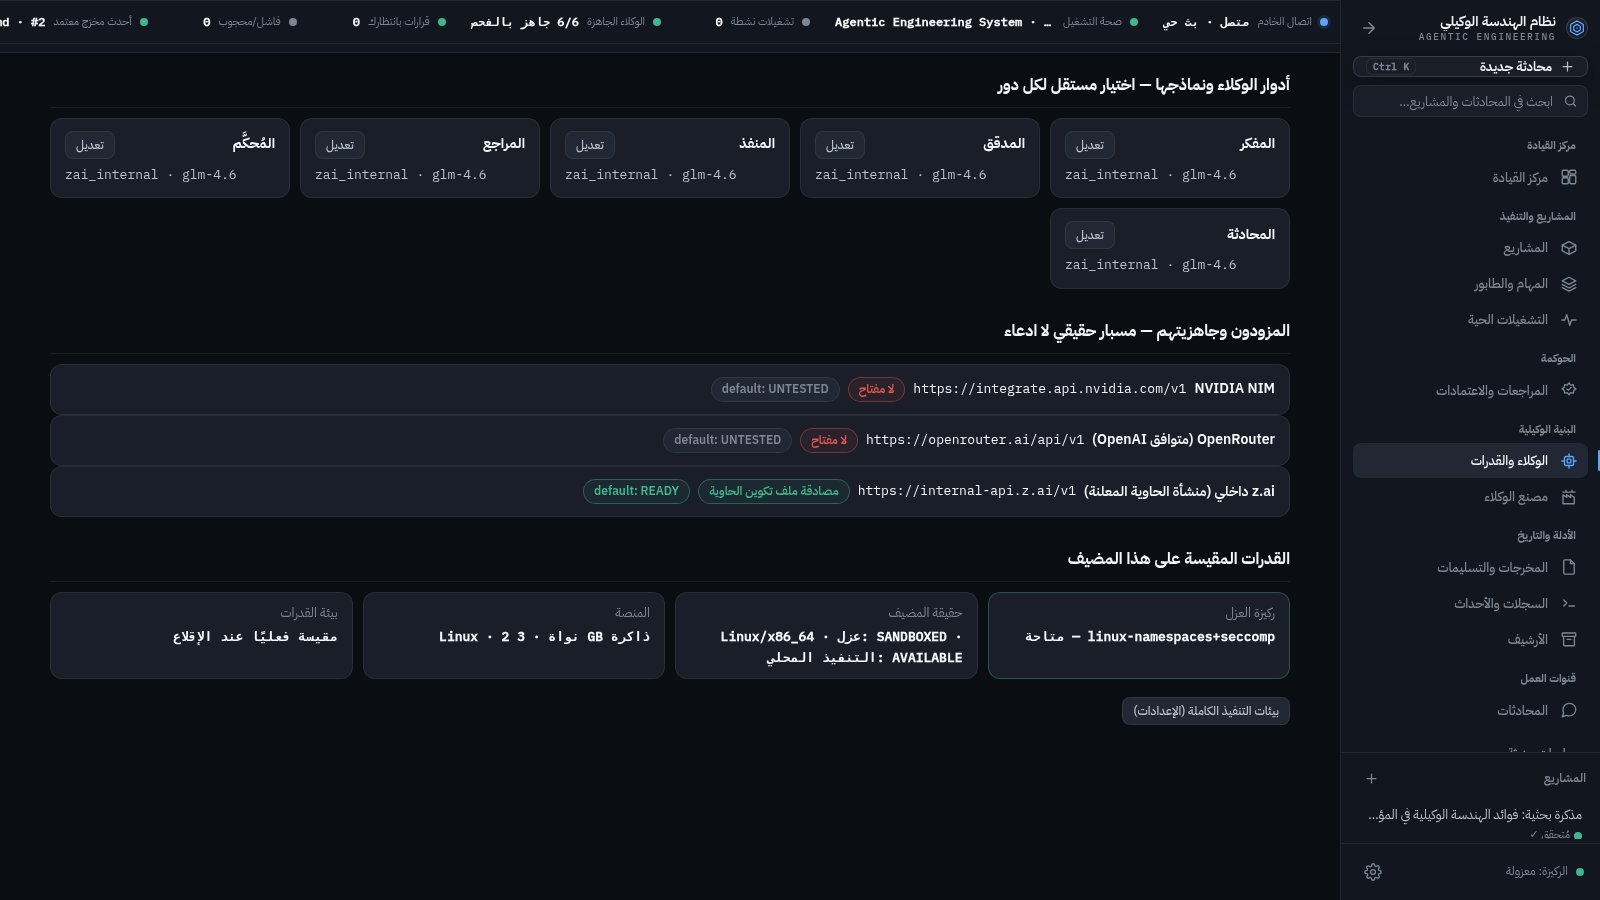 نظام الهندسة الوكيلي
AGENTIC ENGINEERING
محادثة جديدة
Ctrl K
ابحث في المحادثات والمشاريع...
مركز القيادة
مركز القيادة
المشاريع والتنفيذ
المشاريع
المهام والطابور
التشغيلات الحية
الحوكمة
المراجعات والاعتمادات
البنية الوكيلية
الوكلاء والقدرات
مصنع الوكلاء
الأدلة والتاريخ
المخرجات والتسليمات
السجلات والأحداث
الأرشيف
قنوات العمل
المحادثات
المشاريع
مذكرة بحثية: فوائد الهندسة الوكيلية في المؤ...
مُتحقق ✓
الركيزة: معزولة
اتصال الخادم متصل · بث حي
صحة التشغيل Agentic Engineering System · …
تشغيلات نشطة 0
الوكلاء الجاهزة 6/6 جاهز بالفحص
قرارات بانتظارك 0
فاشل/محجوب 0
أحدث مخرج معتمد #2 ·
أدوار الوكلاء ونماذجها — اختيار مستقل لكل دور
المفكر تعديل
zai_internal · glm-4.6
المدقق تعديل
zai_internal · glm-4.6
المنفذ تعديل
zai_internal · glm-4.6
المراجع تعديل
zai_internal · glm-4.6
المُحكَّم تعديل
zai_internal · glm-4.6
المحادثة تعديل
zai_internal · glm-4.6
المزودون وجاهزيتهم — مسبار حقيقي لا ادعاء
NVIDIA NIM https://integrate.api.nvidia.com/v1 لا مفتاح default: UNTESTED
OpenRouter (متوافق OpenAI) https://openrouter.ai/api/v1 لا مفتاح default: UNTESTED
z.ai داخلي (منشأة الحاوية المعلنة) https://internal-api.z.ai/v1 مصادقة ملف تكوين الحاوية default: READY
القدرات المقيسة على هذا المضيف
ركيزة العزل
linux-namespaces+seccomp — متاحة
حقيقة المضيف
Linux/x86_64 · عزل: SANDBOXED ·
التنفيذ المحلي: AVAILABLE
المنصة
Linux · 2 نواة · 3 GB ذاكرة
بيئة القدرات
مقيسة فعليًا عند الإقلاع
بيئات التنفيذ الكاملة (الإعدادات)